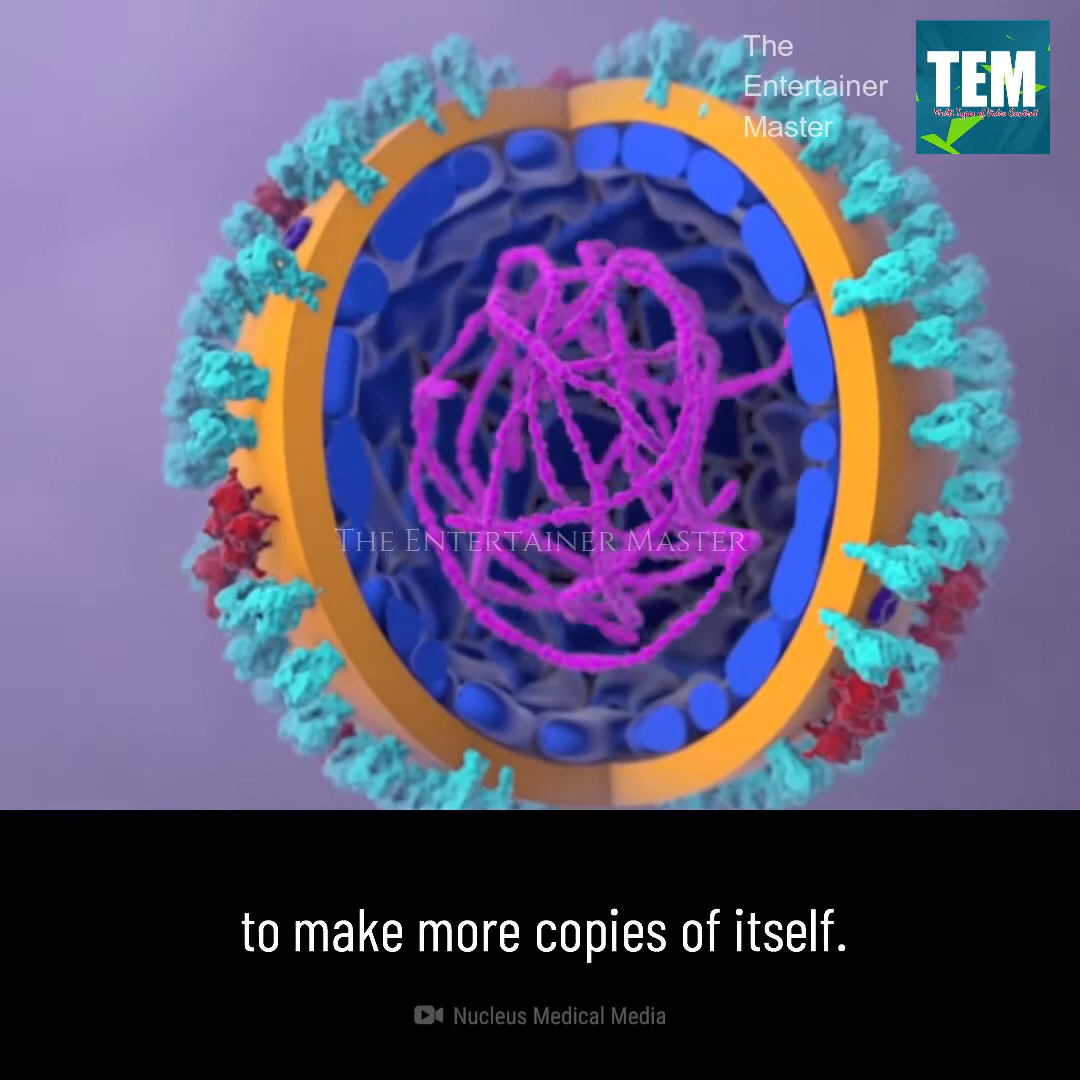 The
Entertainer
Master
TEM
The Entertainer Master
to make more copies of itself.
Nucleus Medical Media